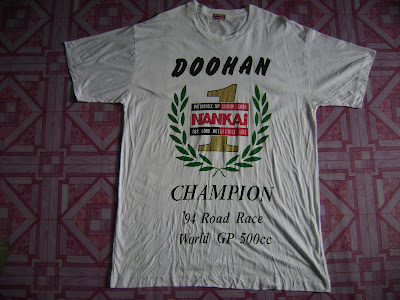 DOOHAN
1
NANKAI
CHAMPION
'94 Road Race
World GP 500cc